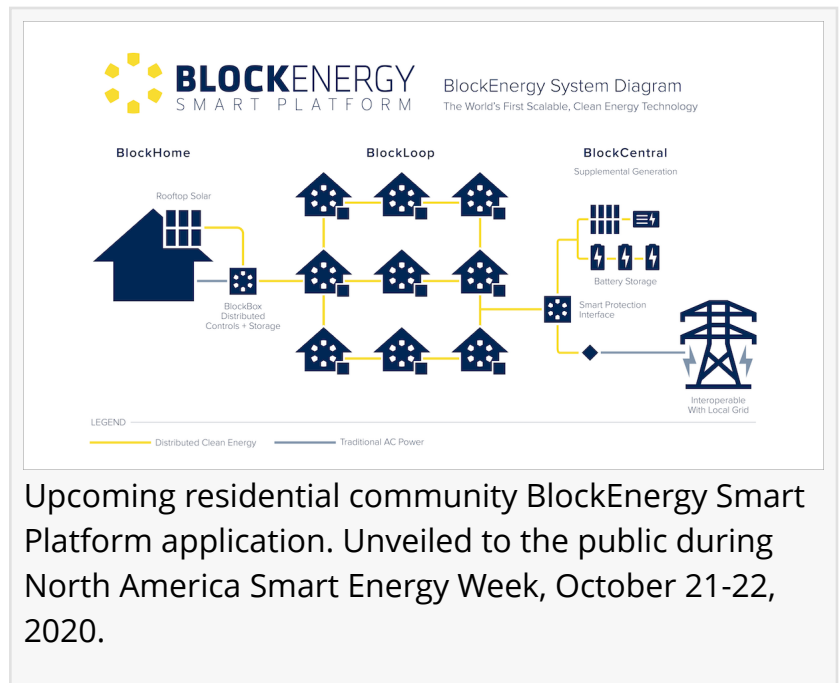 BLOCKENERGY
SMART PLATFORM
BlockEnergy System Diagram
The World's First Scalable, Clean Energy Technology
BlockHome
BlockLoop
BlockCentral
Supplemental Generation
Rooftop Solar
BlockBox
Distributed
Controls + Storage
Battery Storage
Smart Protection
Interface
Interoperable
With Local Grid
LEGEND
Distributed Clean Energy
Traditional AC Power
Upcoming residential community BlockEnergy Smart
Platform application. Unveiled to the public during
North America Smart Energy Week, October 21-22,
2020.